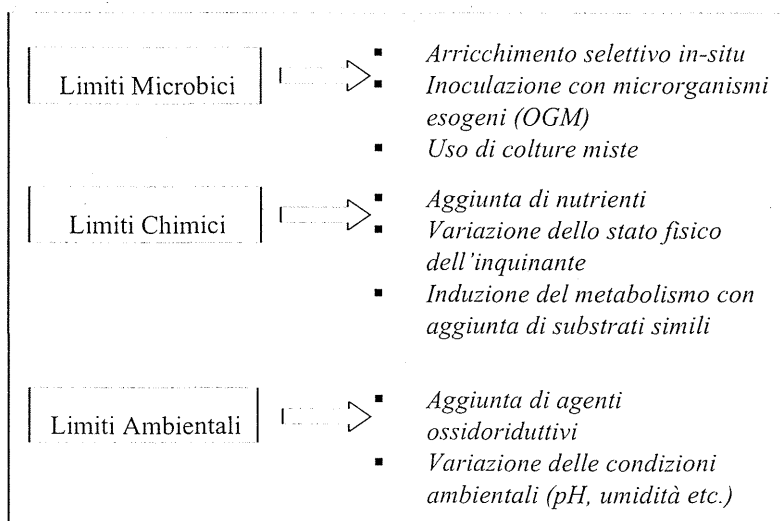 Limiti Microbici
▪ Arricchimento selettivo in-situ
▪ Inoculazione con microrganismi
esogeni (OGM)
▪ Uso di colture miste
Limiti Chimici
▪ Aggiunta di nutrienti
▪ Variazione dello stato fisico
dell'inquinante
▪ Induzione del metabolismo con
aggiunta di substrati simili
Limiti Ambientali
▪ Aggiunta di agenti
ossidoriduttivi
▪ Variazione delle condizioni
ambientali (pH, umidità etc.)